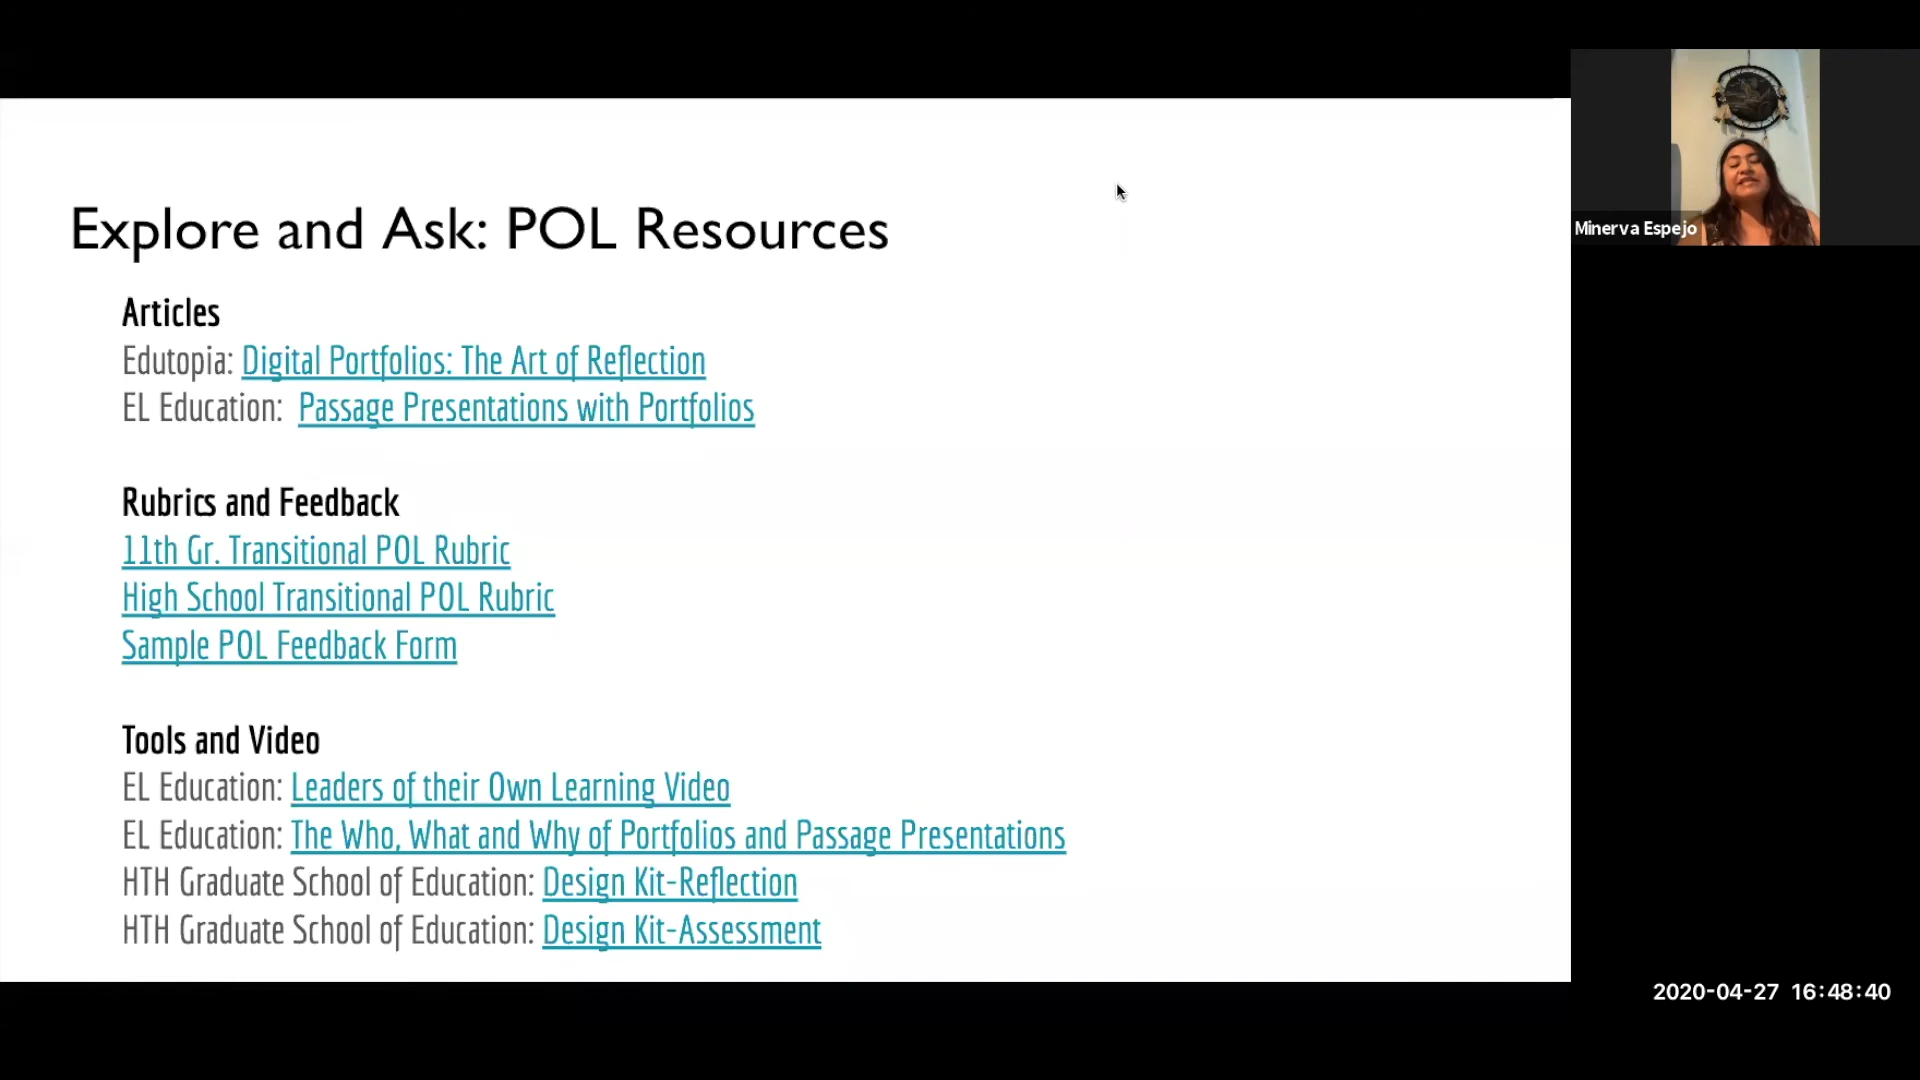 Explore and Ask: POL Resources
Articles
Edutopia: Digital Portfolios: The Art of Reflection
EL Education: Passage Presentations with Portfolios
Rubrics and Feedback
11th Gr. Transitional POL Rubric
High School Transitional POL Rubric
Sample POL Feedback Form
Tools and Video
EL Education: Leaders of their Own Learning Video
EL Education: The Who, What and Why of Portfolios and Passage Presentations
HTH Graduate School of Education: Design Kit-Reflection
HTH Graduate School of Education: Design Kit-Assessment
Minerva Espejo
2020-04-27 16:48:40